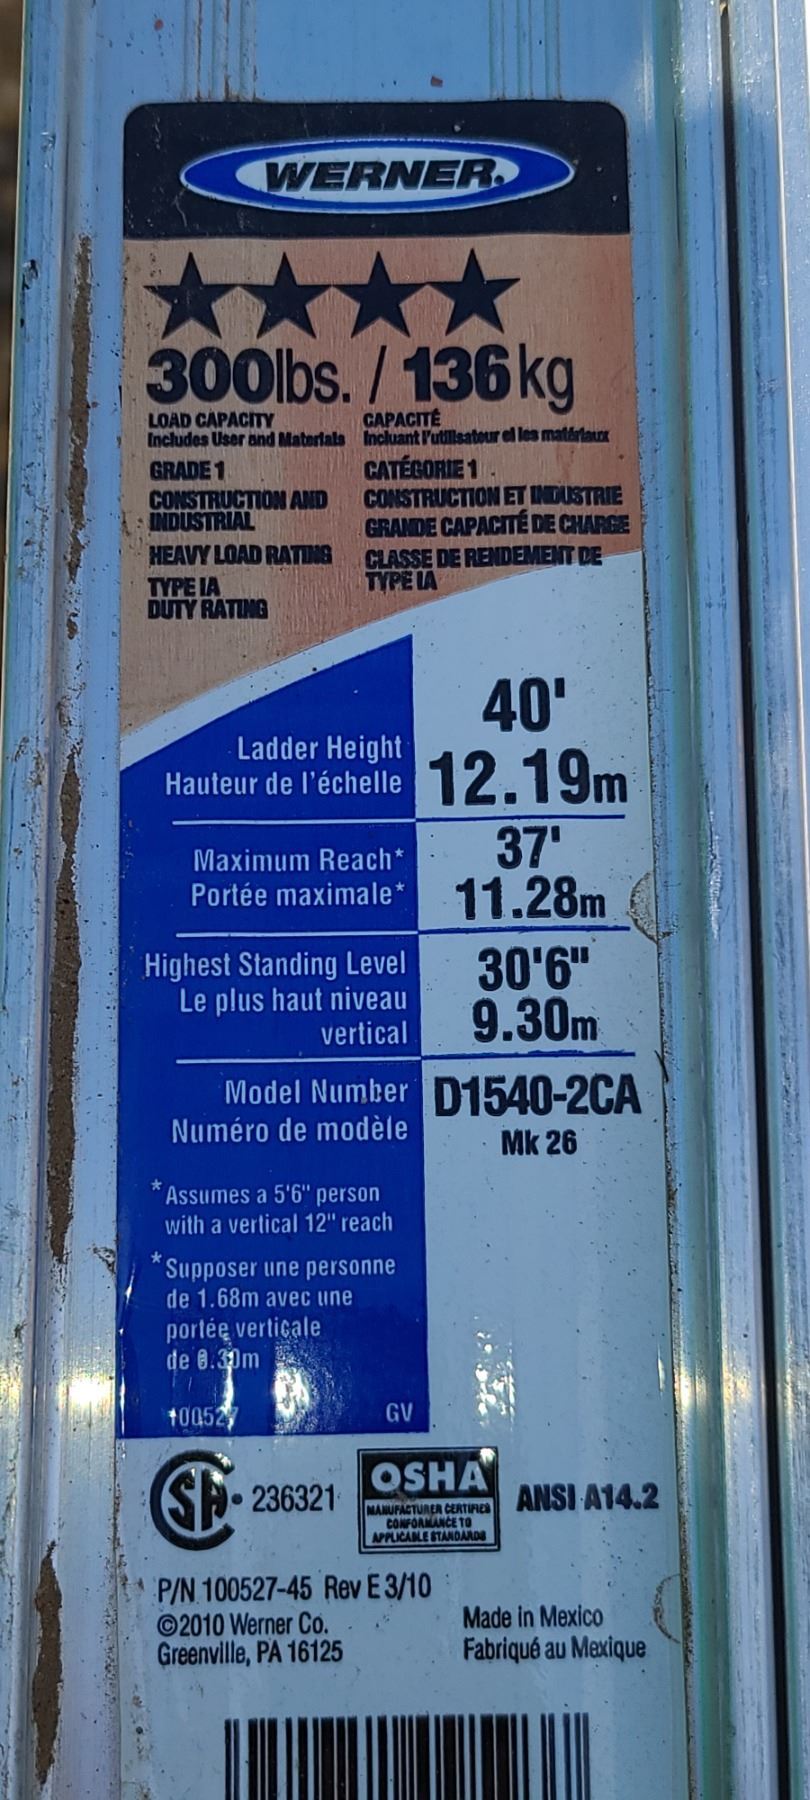 WERNER.
300lbs. / 136kg
LOAD CAPACITY
Includes User and Materials
CAPACITÉ
Incluant l'utilisateur et les matériaux
GRADE 1
CONSTRUCTION AND
INDUSTRIAL
HEAVY LOAD RATING
TYPE IA
DUTY RATING
CATÉGORIE 1
CONSTRUCTION ET INDUSTRIE
GRANDE CAPACITÉ DE CHARGE
CLASSE DE RENDEMENT DE
TYPE IA
Ladder Height
Hauteur de l'échelle
40'
12.19m
Maximum Reach*
Portée maximale*
37'
11.28m
Highest Standing Level
Le plus haut niveau
vertical
30'6"
9.30m
Model Number
Numéro de modèle
D1540-2CA
Mk 26
*Assumes a 5'6" person
with a vertical 12" reach
*Supposer une personne
de 1.68m avec une
portée verticale
de 0.30m
100527 GV
SA 236321
OSHA
MANUFACTURER CERTIFIES
CONFORMANCE TO
APPLICABLE STANDARDS
ANSI A14.2
P/N 100527-45 Rev E 3/10
©2010 Werner Co.
Greenville, PA 16125
Made in Mexico
Fabriqué au Mexique